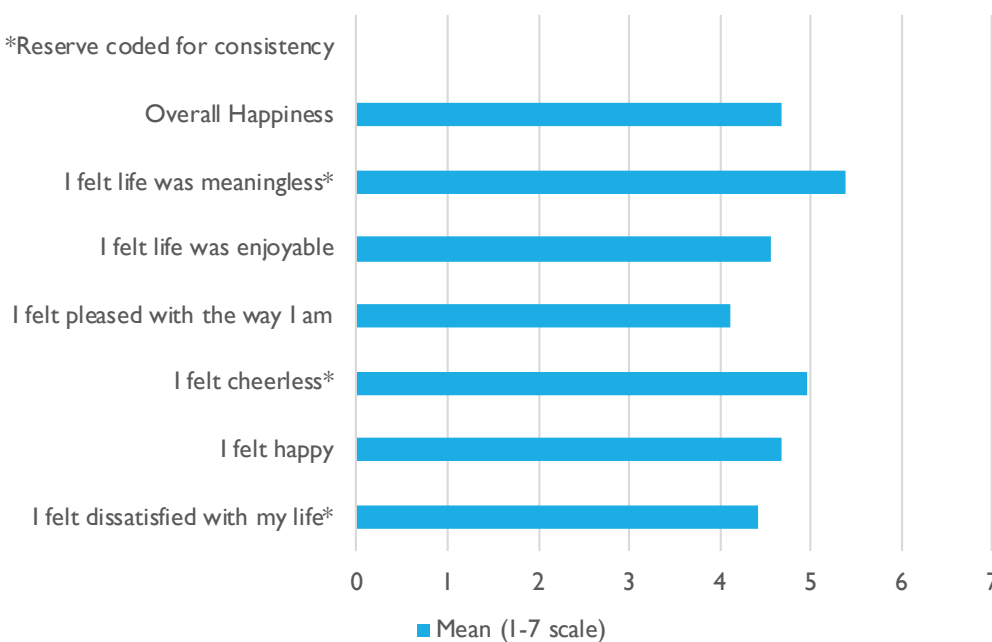 *Reserve coded for consistency
Overall Happiness
I felt life was meaningless*
I felt life was enjoyable
I felt pleased with the way I am
I felt cheerless*
I felt happy
I felt dissatisfied with my life*
0 1 2 3 4 5 6 7
Mean (1-7 scale)